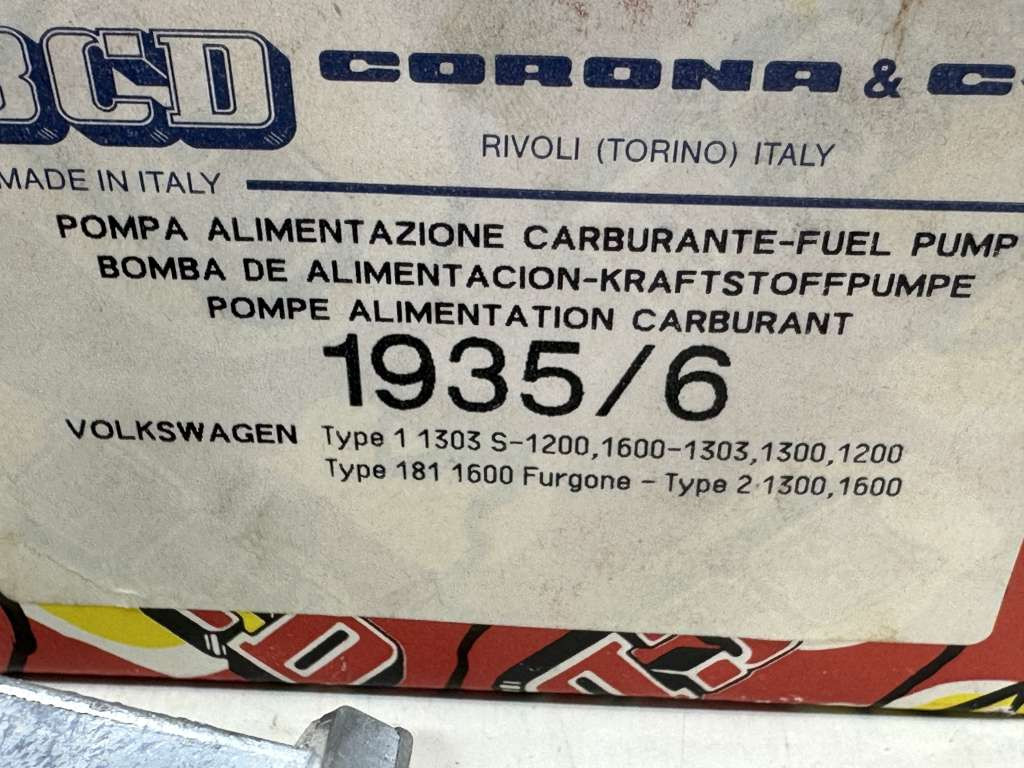 BCD CORONA & C.
RIVOLI (TORINO) ITALY
MADE IN ITALY
POMPA ALIMENTAZIONE CARBURANTE-FUEL PUMP
BOMBA DE ALIMENTACION-KRAFTSTOFFPUMPE
POMPE ALIMENTATION CARBURANT
1935/6
VOLKSWAGEN Type 1 1303 S-1200,1600-1303,1300,1200
Type 181 1600 Furgone - Type 2 1300,1600